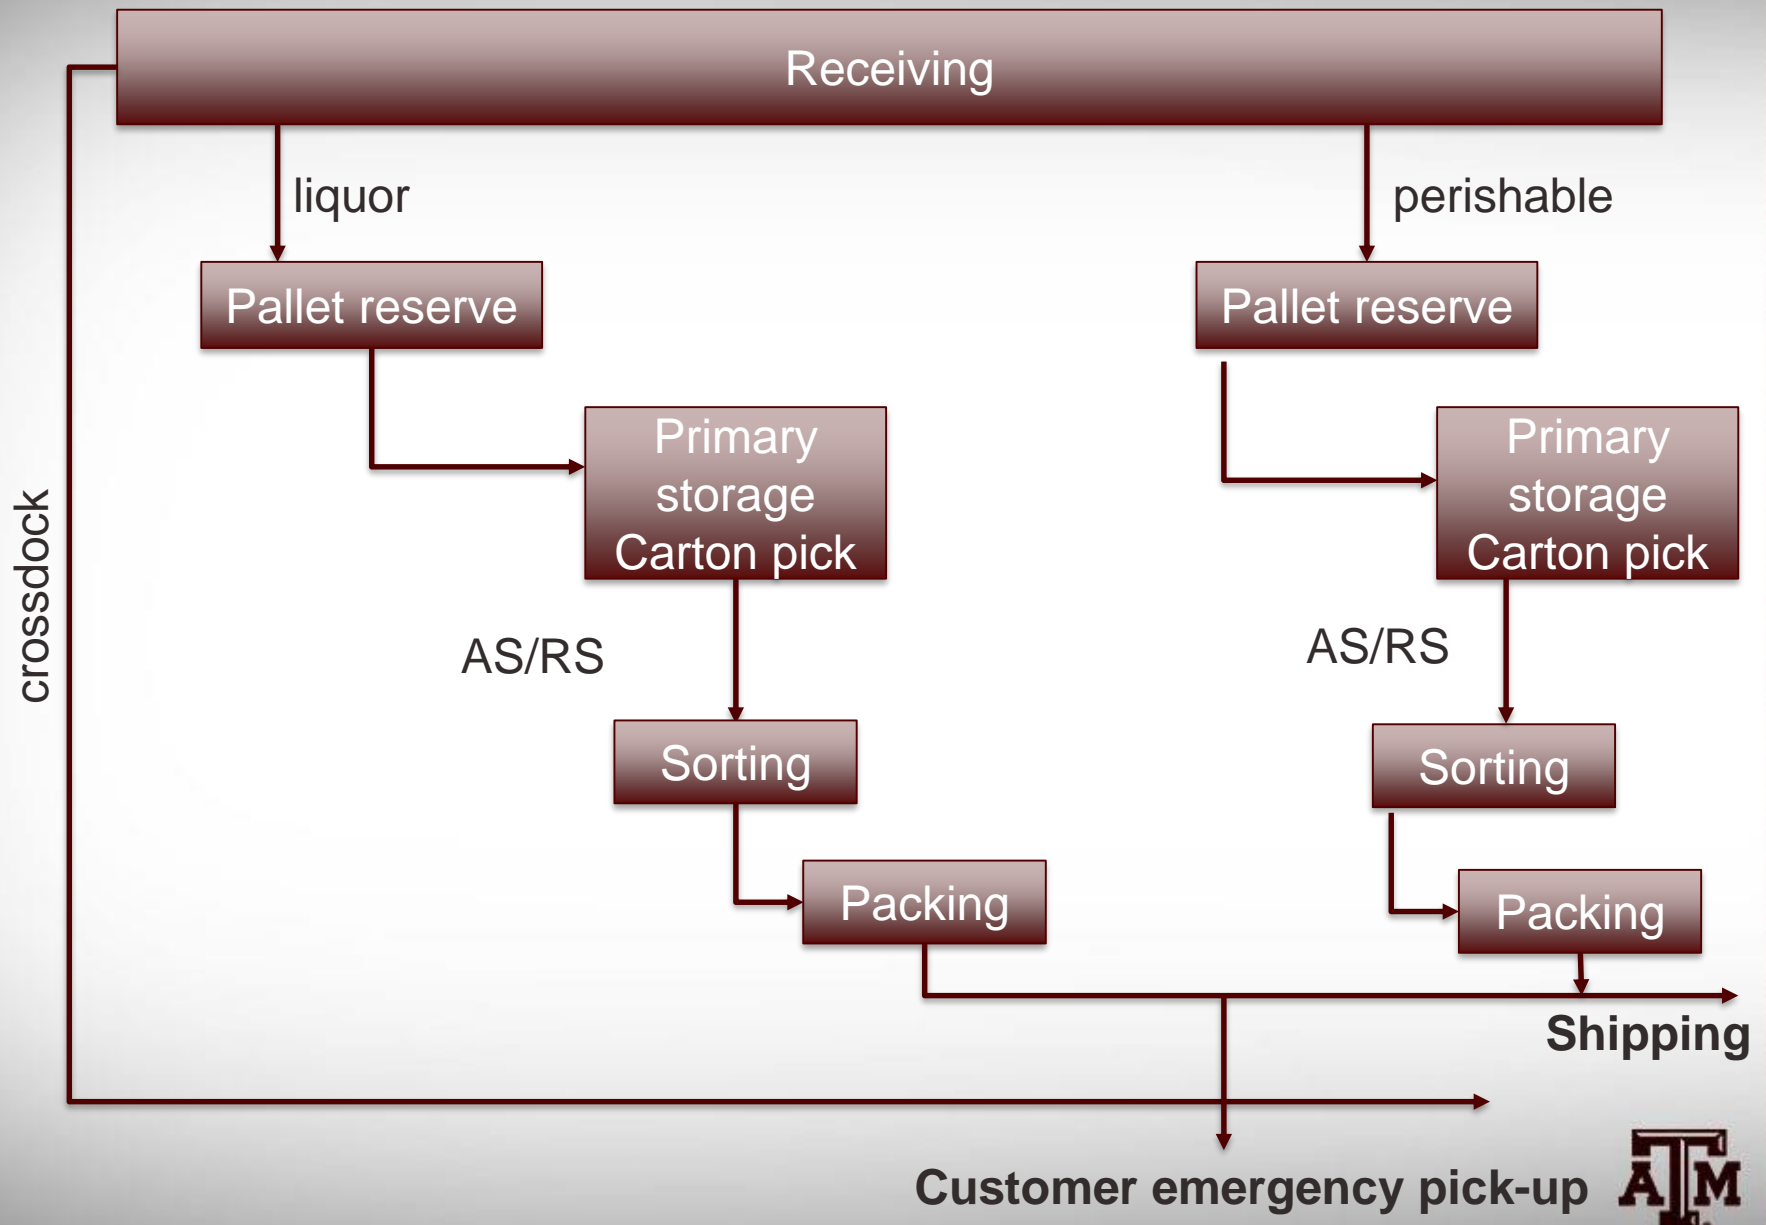 Receiving
liquor
perishable
Pallet reserve
Pallet reserve
Primary
storage
Carton pick
Primary
storage
Carton pick
crossdock
AS/RS
AS/RS
Sorting
Sorting
Packing
Packing
Shipping
Customer emergency pick-up
ATM